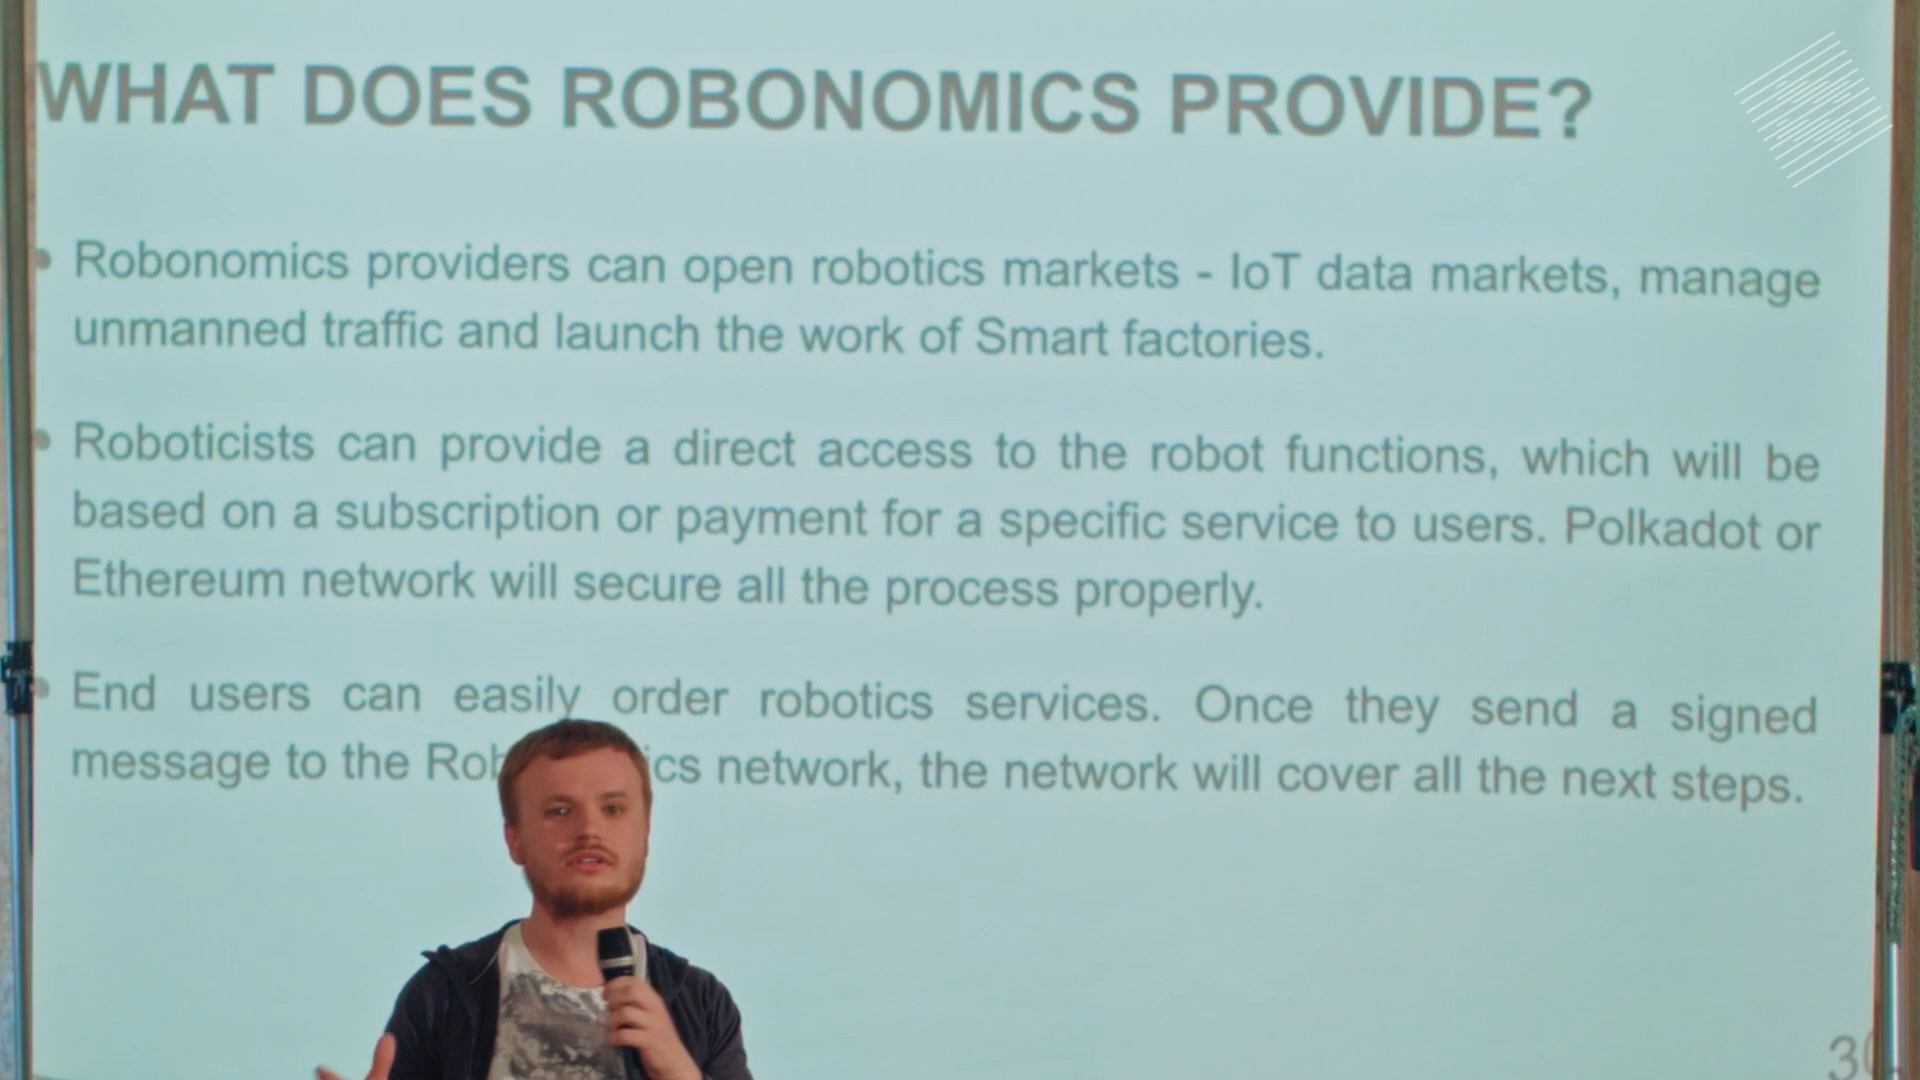 WHAT DOES ROBONOMICS PROVIDE?
• Robonomics providers can open robotics markets - IoT data markets, manage
unmanned traffic and launch the work of Smart factories.
• Roboticists can provide a direct access to the robot functions, which will be
based on a subscription or payment for a specific service to users. Polkadot or
Ethereum network will secure all the process properly.
• End users can easily order robotics services. Once they send a signed
message to the network, the network will cover all the next steps.